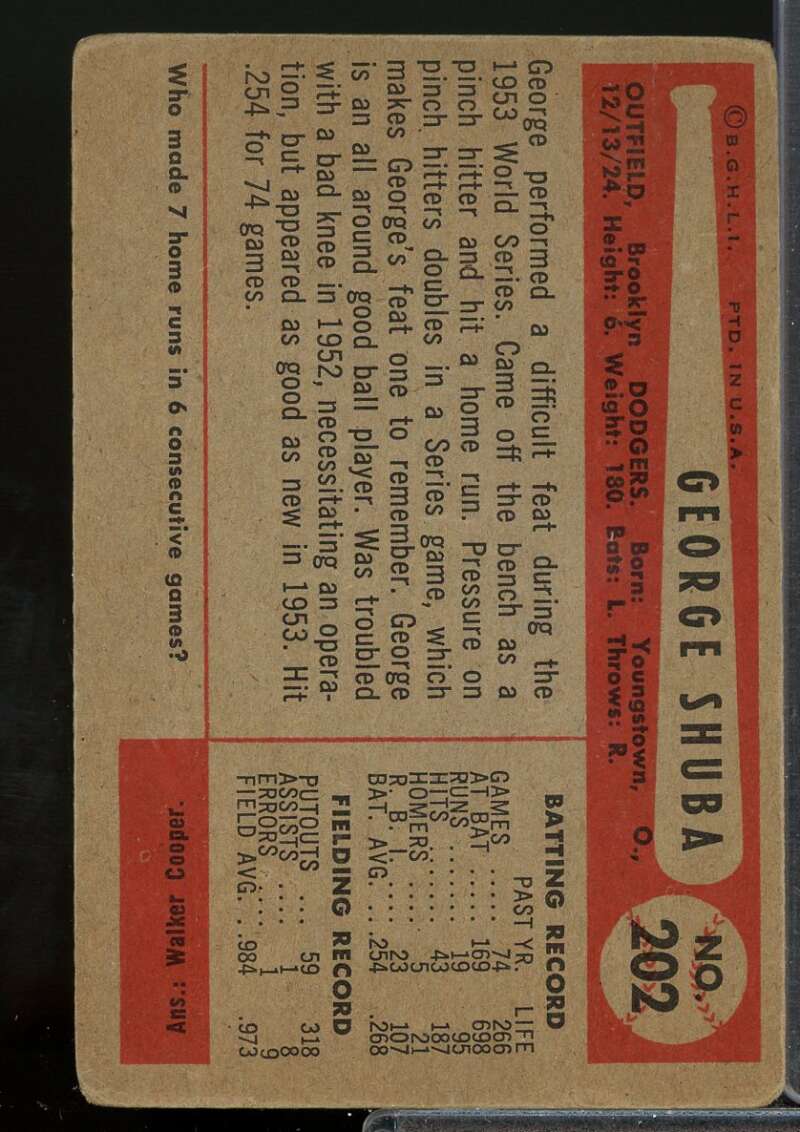 © B.G.H.L.I. PTD. IN U.S.A.
GEORGE SHUBA
NO.
202
OUTFIELD, Brooklyn DODGERS. Born: Youngstown, O.,
12/13/24. Height: 6. Weight: 180. Bats: L. Throws: R.
George performed a difficult feat during the
1953 World Series. Came off the bench as a
pinch hitter and hit a home run. Pressure on
pinch hitters doubles in a Series game, which
makes George's feat one to remember. George
is an all around good ball player. Was troubled
with a bad knee in 1952, necessitating an opera-
tion, but appeared as good as new in 1953. Hit
.254 for 74 games.
BATTING RECORD
PAST YR. LIFE
GAMES ..... 74 266
AT BAT .... 169 698
RUNS ...... 19 95
HITS ...... 43 187
HOMERS .... 5 21
R. B. I. .... 23 107
BAT. AVG. .. .254 .268
FIELDING RECORD
PUTOUTS ... 59 318
ASSISTS .... 1 8
ERRORS .... 1 9
FIELD AVG. . .984 .973
Who made 7 home runs in 6 consecutive games?
Ans.: Walker Cooper.